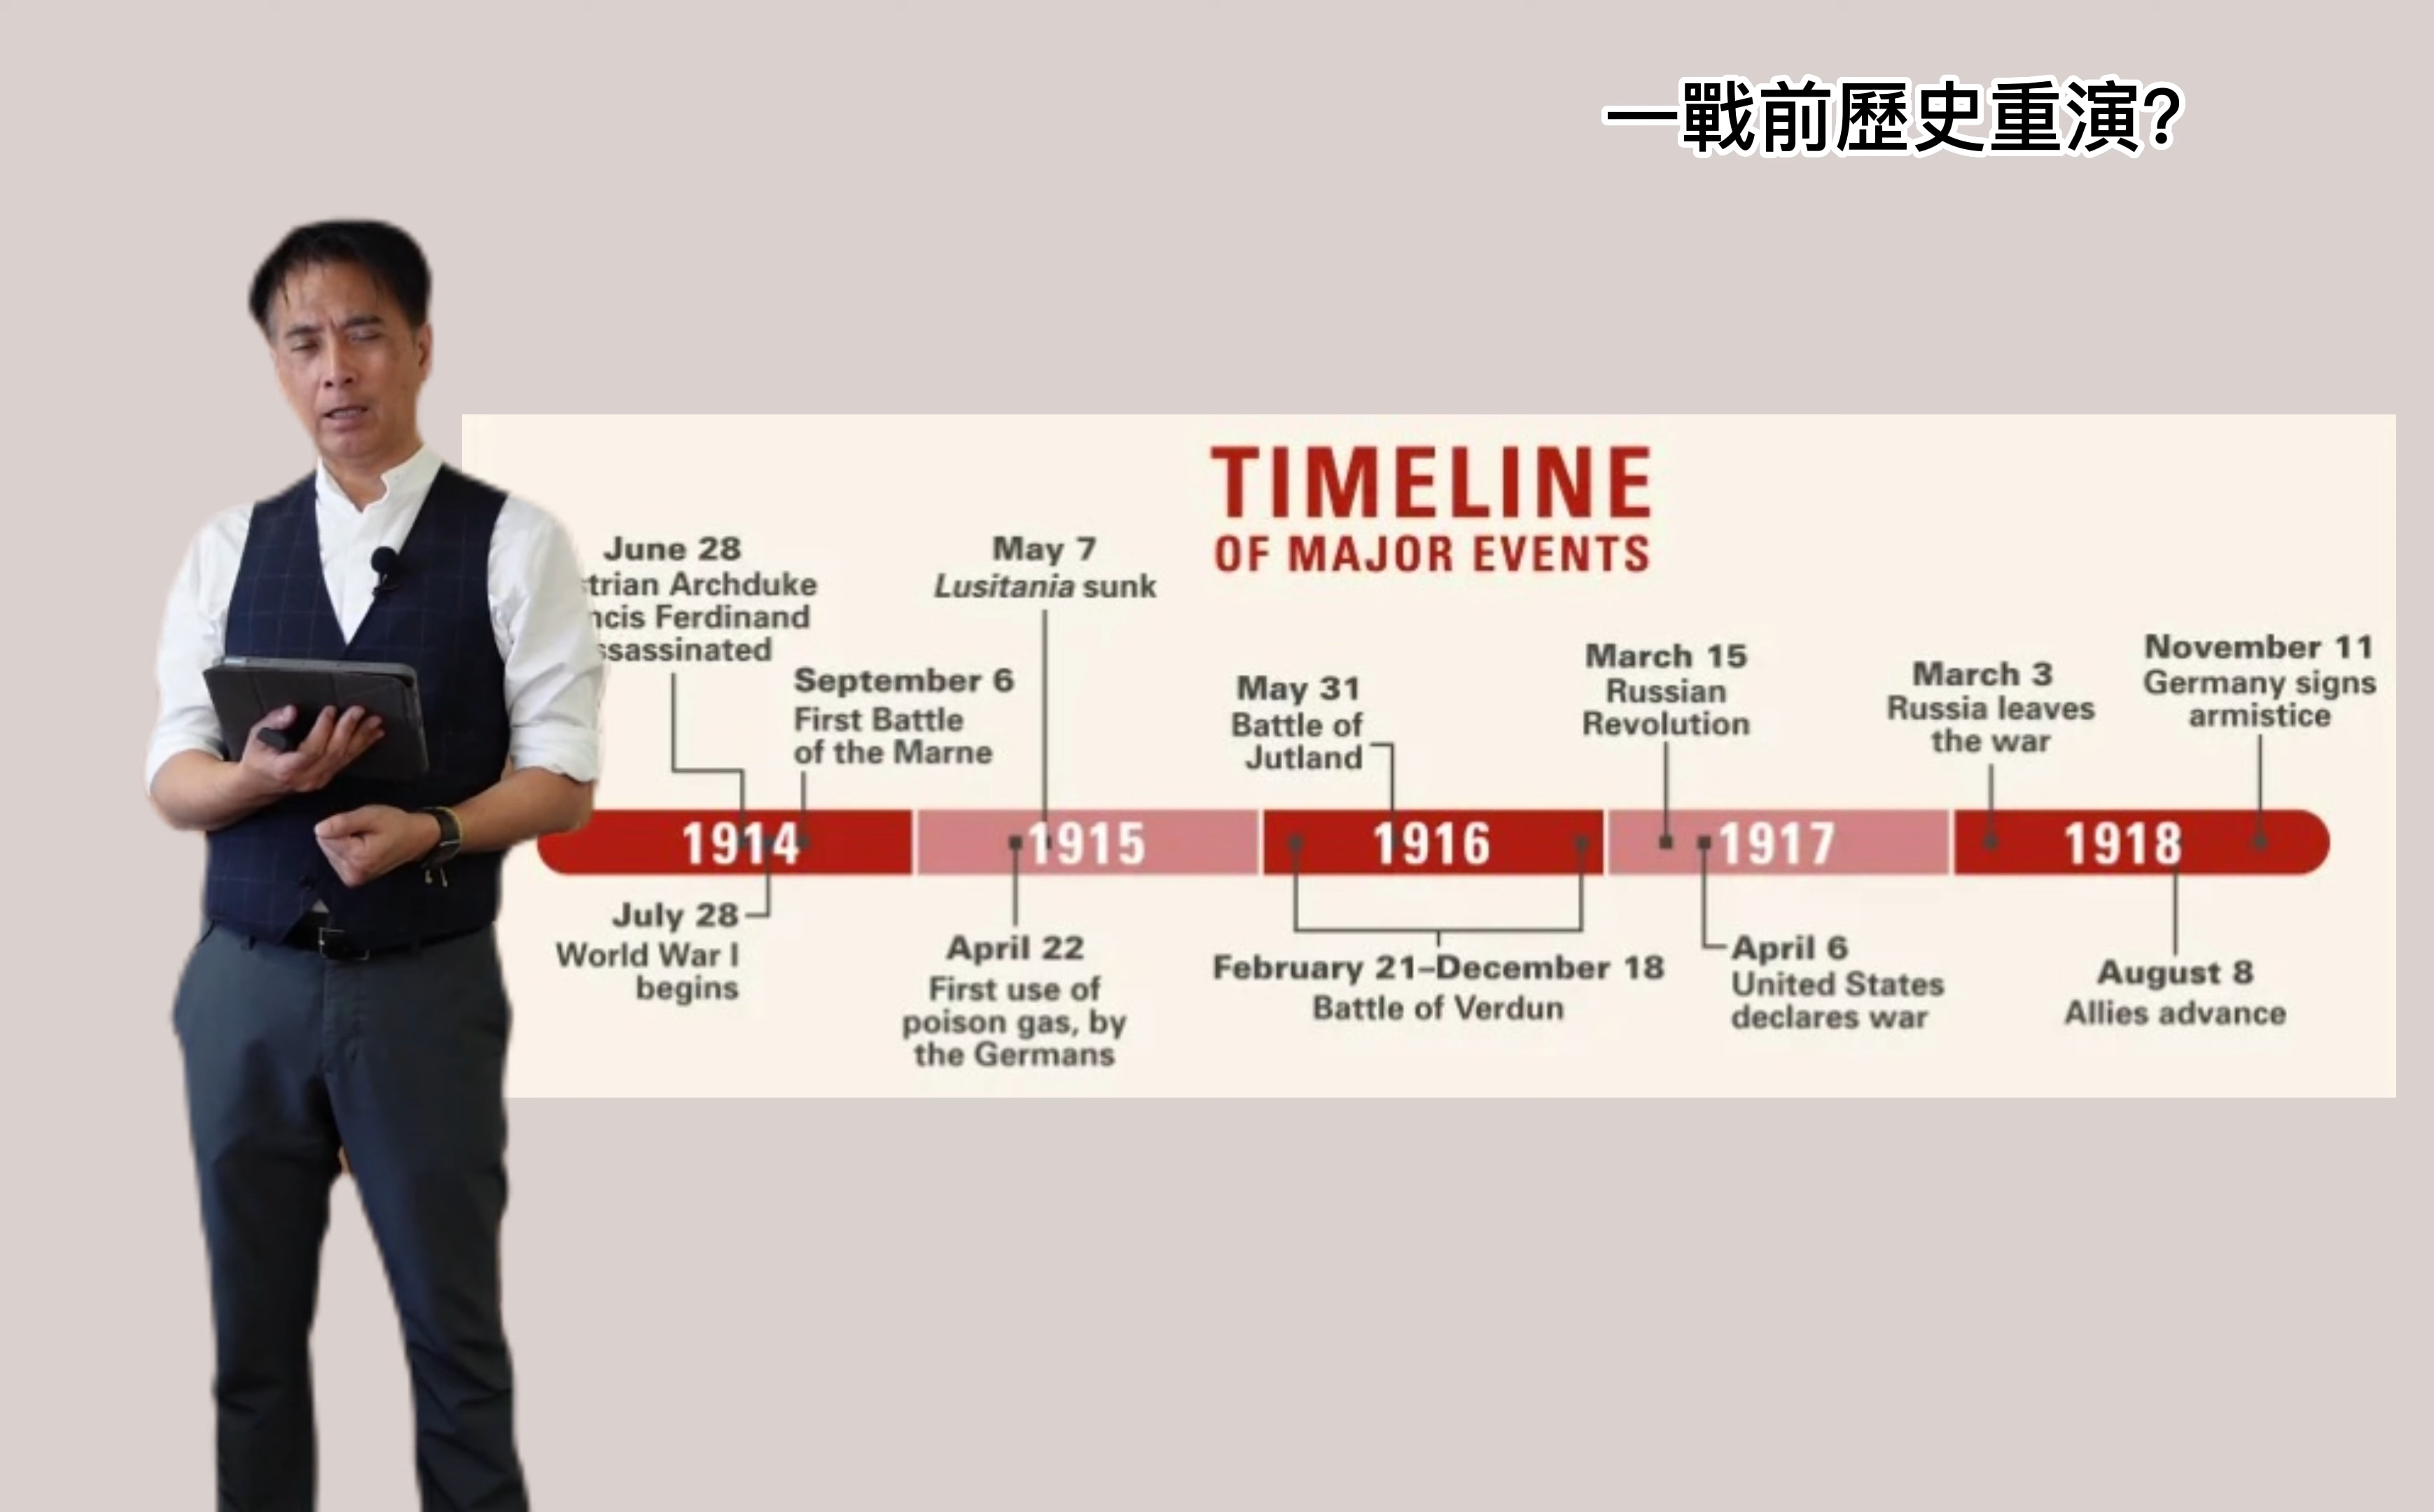 一戰前歷史重演?
TIMELINE
OF MAJOR EVENTS
June 28
Archduke
Ferdinand
May 7
Lusitania sunk
September 6
First Battle
of the Marne
May 31
Battle of
Jutland
March 15
Russian
Revolution
March 3
Russia leaves
the war
November 11
Germany signs
armistice
1914
1915
1916
1917
1918
July 28
World War I
begins
April 22
First use of
poison gas, by
the Germans
February 21–December 18
Battle of Verdun
April 6
United States
declares war
August 8
Allies advance